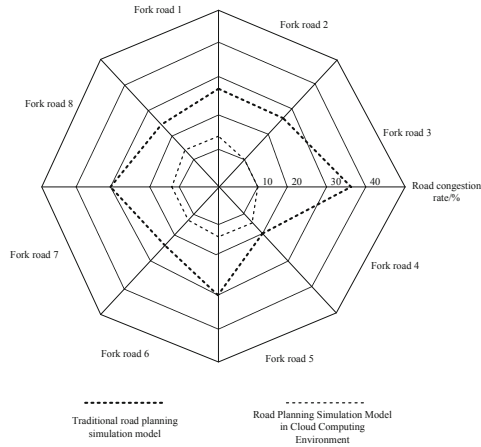 Fork road 1
Fork road 2
Fork road 8
Fork road 3
10 20 30 40
Road congestion
rate/%
Fork road 7
Fork road 4
Fork road 6
Fork road 5
Traditional road planning
simulation model
Road Planning Simulation Model
in Cloud Computing
Environment